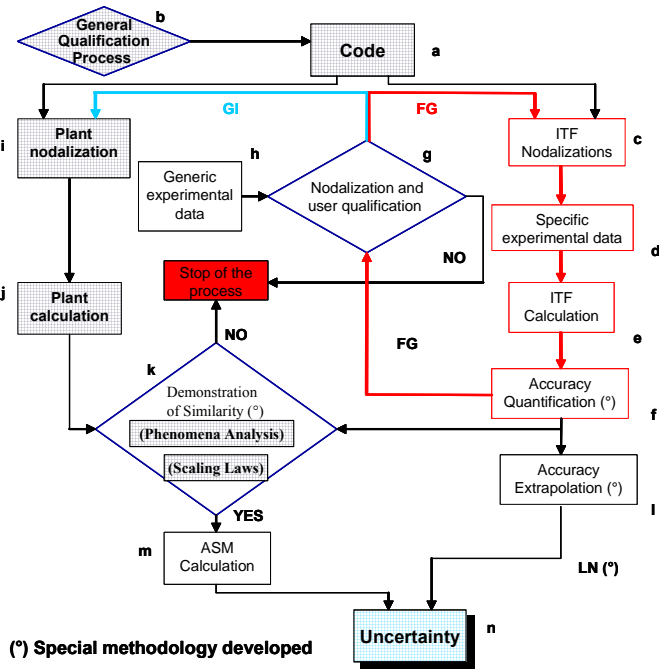 b
General
Qualification
Process
Code
a
GI
FG
i
Plant
nodalization
h
g
ITF
Nodalizations
c
Generic
experimental
data
Nodalization and
user qualification
Specific
experimental data
d
NO
Stop of the
process
j
Plant
calculation
ITF
Calculation
e
NO
FG
k
Demonstration
of Similarity (°)
(Phenomena Analysis)
(Scaling Laws)
Accuracy
Quantification (°)
f
Accuracy
Extrapolation (°)
l
YES
m
ASM
Calculation
LN (°)
Uncertainty
n
(°) Special methodology developed